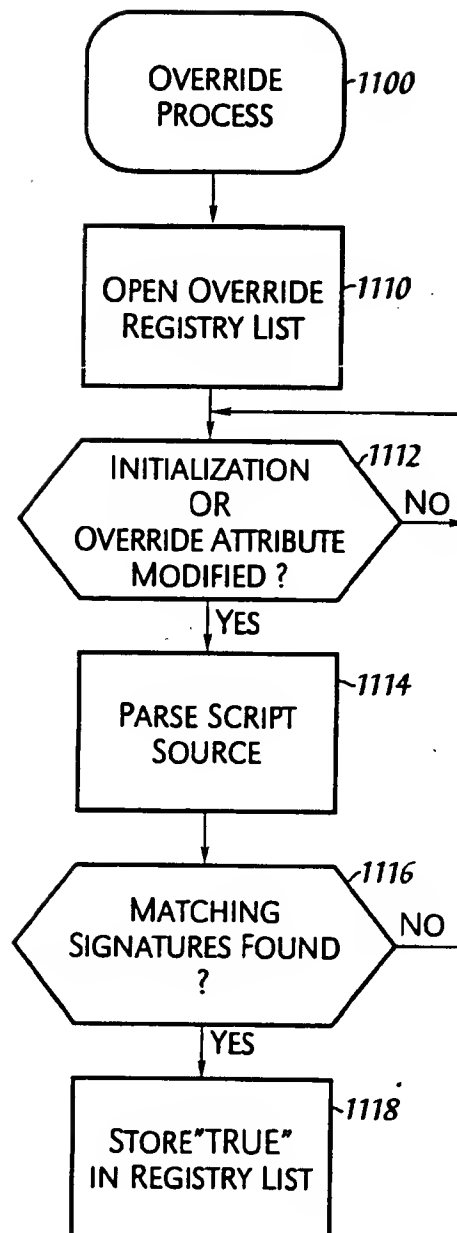 OVERRIDE
PROCESS
1100
OPEN OVERRIDE
REGISTRY LIST
1110
INITIALIZATION
OR
OVERRIDE ATTRIBUTE
MODIFIED ?
1112
NO
YES
PARSE SCRIPT
SOURCE
1114
MATCHING
SIGNATURES FOUND
?
1116
NO
YES
STORE"TRUE"
IN REGISTRY LIST
1118